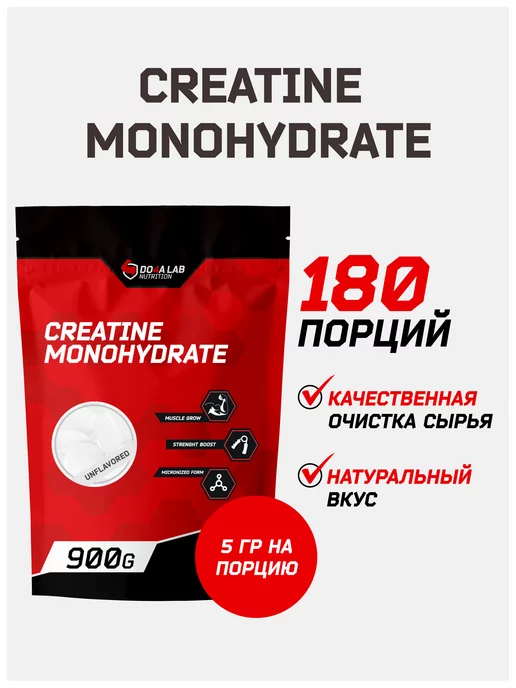 CREATINE
MONOHYDRATE
DO4A LAB
NUTRITION
CREATINE
MONOHYDRATE
MUSCLE GROW
STRENGHT BOOST
MICRONIZED FORM
UNFLAVORED
900G
180
ПОРЦИЙ
КАЧЕСТВЕННАЯ
ОЧИСТКА СЫРЬЯ
НАТУРАЛЬНЫЙ
ВКУС
5 ГР НА
ПОРЦИЮ